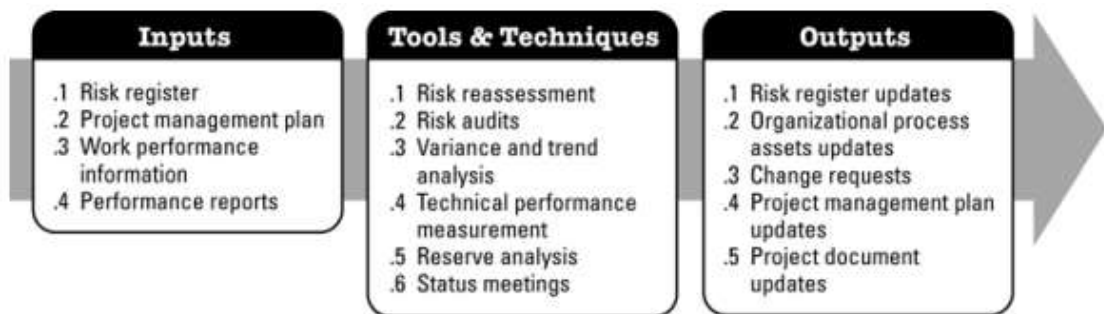 Inputs
.1 Risk register
.2 Project management plan
.3 Work performance
information
.4 Performance reports
Tools & Techniques
.1 Risk reassessment
.2 Risk audits
.3 Variance and trend
analysis
.4 Technical performance
measurement
.5 Reserve analysis
.6 Status meetings
Outputs
.1 Risk register updates
.2 Organizational process
assets updates
.3 Change requests
.4 Project management plan
updates
.5 Project document
updates